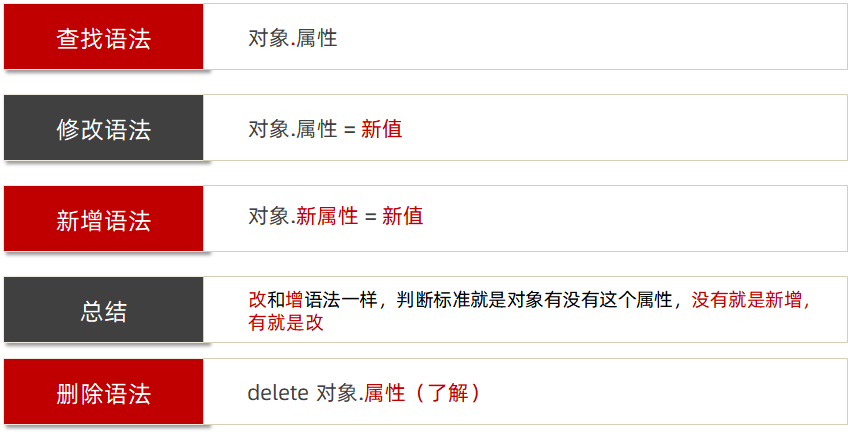 查找语法
对象.属性
修改语法
对象.属性 = 新值
新增语法
对象.新属性 = 新值
总结
改和增语法一样，判断标准就是对象有没有这个属性，没有就是新增，
有就是改
删除语法
delete 对象.属性（了解）